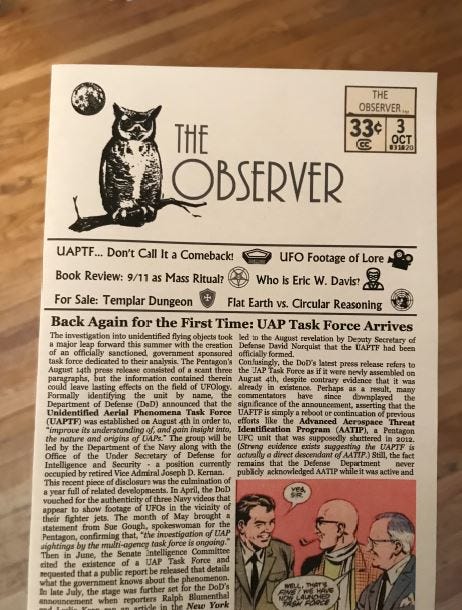 THE
OBSERVER
THE
OBSERVER
33¢ 3
CC OCT
UAPTF... Don't Call It a Comeback! UFO Footage of Lore
Book Review: 9/11 as Mass Ritual? Who is Eric W. Davis?
For Sale: Templar Dungeon Flat Earth vs. Circular Reasoning
Back Again for the First Time: UAP Task Force Arrives
The investigation into unidentified flying objects took
a major leap forward this summer with the creation
of an officially sanctioned, government sponsored
task force dedicated to their analysis. The Pentagon's
August 14th press release consisted of a scant three
paragraphs, but the information contained therein
could leave lasting effects on the field of UFOlogy.
Formally identifying the unit by name, the
Department of Defense (DoD) announced that the
Unidentified Aerial Phenomena Task Force
(UAPTF) was established on August 4th in order to
"improve its understanding of, and gain insight into,
the nature and origins of UAPs." The group will be
led by the Department of the Navy along with the
Office of the Under Secretary of Defense for
Intelligence and Security - a position currently
occupied by retired Vice Admiral Joseph D. Kernan.
This recent piece of disclosure was the culmination of
a year full of related developments. In April, the DoD
vouched for the authenticity of three Navy videos that
appear to show footage of UFOs in the vicinity of
their fighter jets. The month of May brought a
statement from Sue Gough, spokeswoman for the
Pentagon, confirming that, "the investigation of UAP
sightings by the multi-agency task force is ongoing."
Then in June, the Senate Intelligence Committee
cited the existence of a UAP Task Force and
requested that a public report be released that details
what the government knows about the phenomenon.
In late July, the stage was further set for the DoD's
announcement when reporters Ralph Blumenthal
and Leslie Kean ran an article in the New York
led to the August revelation by Deputy Secretary of
Defense David Norquist that the UAPTF had been
officially formed.
Confusingly, the DoD's latest press release refers to
the UAP Task Force as if it were newly assembled on
August 4th, despite contrary evidence that it was
already in existence. Perhaps as a result, many
commentators have since downplayed the
significance of the announcement, asserting that the
UAPTF is simply a reboot or continuation of previous
efforts like the Advanced Aerospace Threat
Identification Program (AATIP), a Pentagon
UFC unit that was supposedly shuttered in 2012.
(Strong evidence exists suggesting the UAPTF is
actually a direct descendant of AATIP.) Still, the fact
remains that the Defense Department never
publicly acknowledged AATIP while it was active and
YES,
SIR
WELL, THAT'S
FINE! WE HAVE
NOW LAUNCHED
TASK FORCE